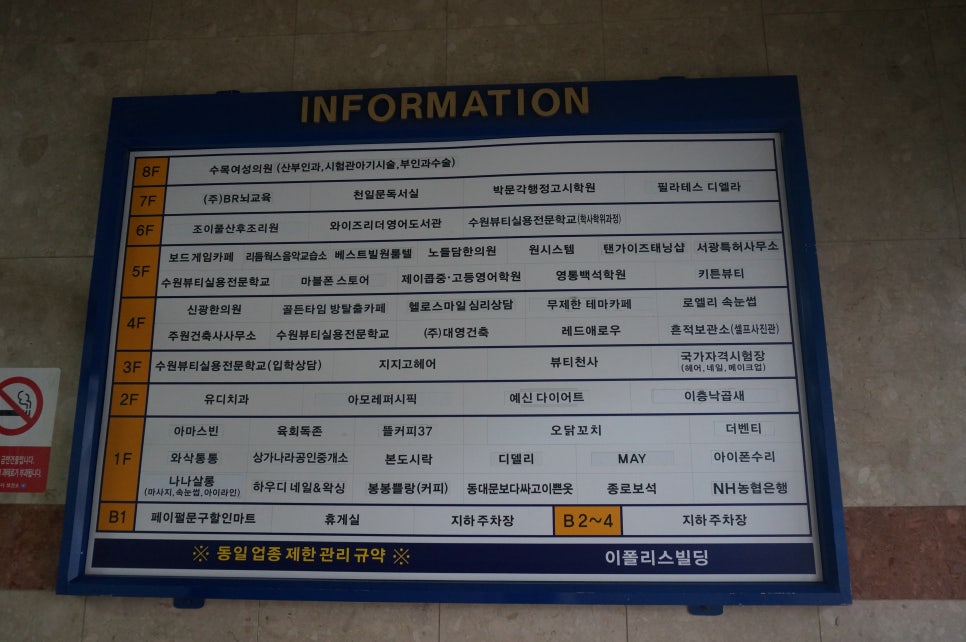 INFORMATION
8F 수목여성의원 (산부인과,시험관아기시술,부인과수술)
7F (주)BR뇌교육 천일문독서실 박문각행정고시학원 필라테스 디엘라
6F 조이풀산후조리원 와이즈리더영어도서관 수원뷰티실용전문학교(학사학위과정)
5F 보드게임카페 리듬웍스음악교습소 베스트빌원룸텔 노들담한의원 원시스템 탠가이즈태닝샵 서광특허사무소
수원뷰티실용전문학교 마블폰스토어 제이콥중·고등영어학원 영통백석학원 키튼뷰티
4F 신광한의원 골든타임 방탈출카페 헬로스마일 심리상담 무제한 테마카페 로엘리 속눈썹
주원건축사사무소 수원뷰티실용전문학교 (주)대영건축 레드애로우 흔적보관소(셀프사진관)
3F 수원뷰티실용전문학교(입학상담) 지지고헤어 뷰티천사 국가자격시험장
(헤어,네일,메이크업)
2F 유디치과 아모레퍼시픽 예신 다이어트 이층낙곱새
1F 아마스빈 육회독존 뜰커피37 오닭꼬치 더벤티
와삭통통 상가나라공인중개소 본도시락 디델리 MAY 아이폰수리
나나살롱 하우디 네일&왁싱 봉봉쁠랑(커피) 동대문보다싸고이쁜옷 종로보석 NH농협은행
(마사지,속눈썹,아이라인)
B1 페이펄문구할인마트 휴게실 지하주차장 B2~4 지하주차장
※ 동일 업종 제한 관리 규약 ※ 이폴리스빌딩